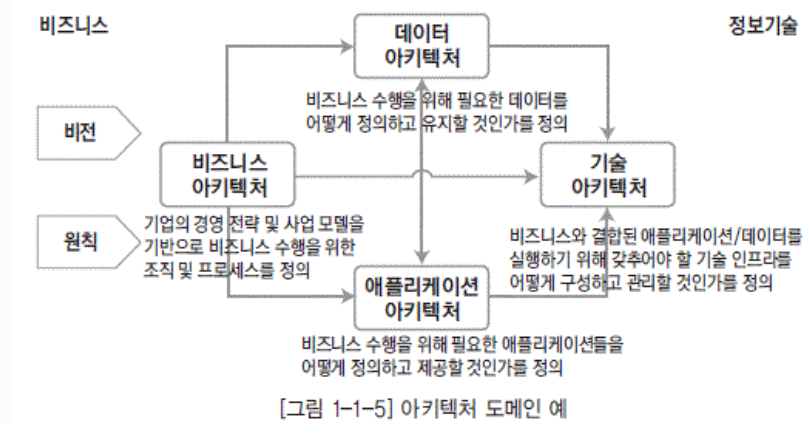 비즈니스
정보기술
데이터
아키텍처
비즈니스 수행을 위해 필요한 데이터를
어떻게 정의하고 유지할 것인가를 정의
비전
비즈니스
아키텍처
기술
아키텍처
원칙
기업의 경영 전략 및 사업 모델을
기반으로 비즈니스 수행을 위한
조직 및 프로세스를 정의
비즈니스와 결합된 애플리케이션/데이터를
실행하기 위해 갖추어야 할 기술 인프라를
어떻게 구성하고 관리할 것인가를 정의
애플리케이션
아키텍처
비즈니스 수행을 위해 필요한 애플리케이션들을
어떻게 정의하고 제공할 것인가를 정의
[그림 1-1-5] 아키텍처 도메인 예